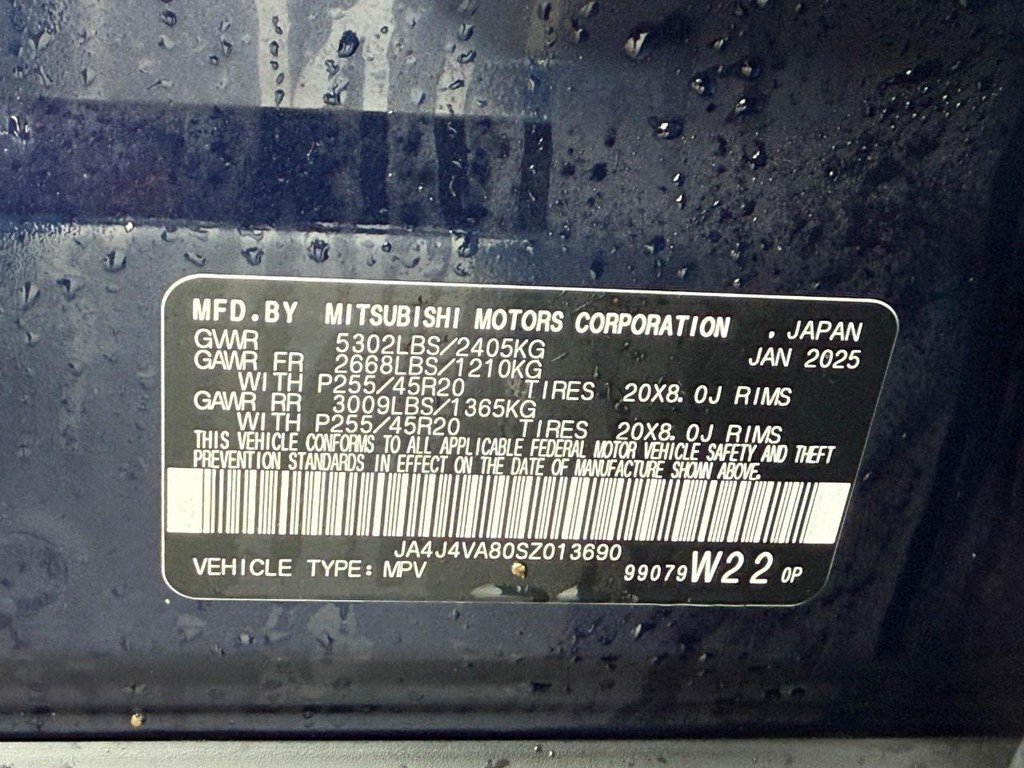 MFD.BY MITSUBISHI MOTORS CORPORATION , JAPAN
GVWR 5302LBS/2405KG JAN 2025
GAWR FR 2668LBS/1210KG
WITH P255/45R20 TIRES 20X8.0J RIMS
GAWR RR 3009LBS/1365KG
WITH P255/45R20 TIRES 20X8.0J RIMS
THIS VEHICLE CONFORMS TO ALL APPLICABLE FEDERAL MOTOR VEHICLE SAFETY AND THEFT
PREVENTION STANDARDS IN EFFECT ON THE DATE OF MANUFACTURE SHOWN ABOVE.
JA4J4VA80SZ013690
VEHICLE TYPE: MPV 99079 W22 0P